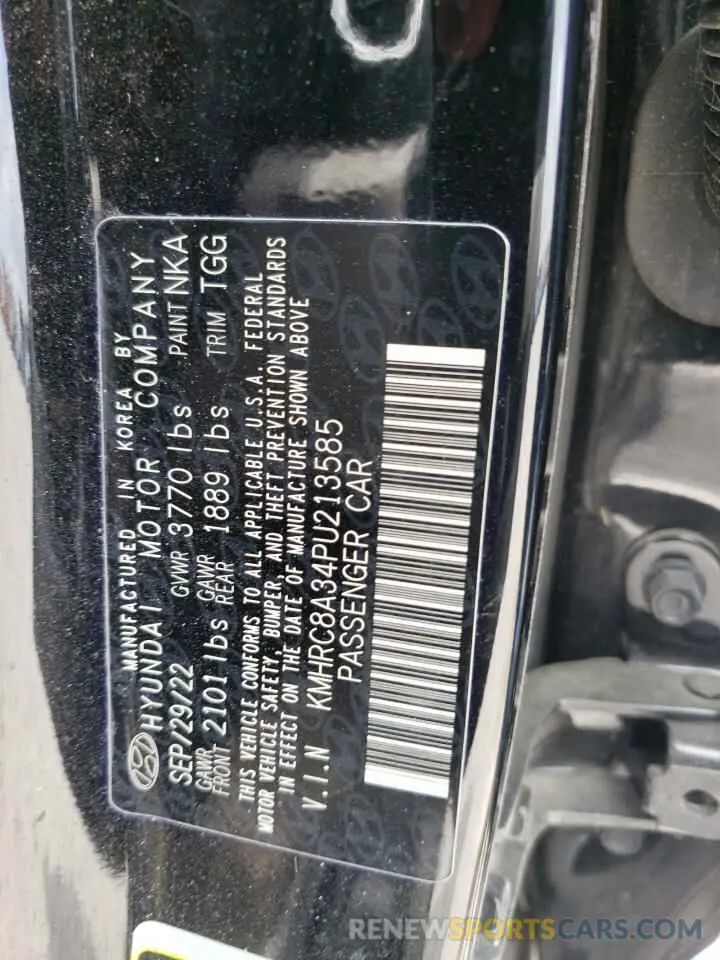 MANUFACTURED IN KOREA BY
HYUNDAI MOTOR COMPANY
SEP/29/22 GVWR 3770 lbs PAINT NKA
GAWR FRONT 2101 lbs GAWR REAR 1889 lbs TRIM TGG
THIS VEHICLE CONFORMS TO ALL APPLICABLE U.S.A. FEDERAL
MOTOR VEHICLE SAFETY, BUMPER, AND THEFT PREVENTION STANDARDS
IN EFFECT ON THE DATE OF MANUFACTURE SHOWN ABOVE
V.I.N KMHRC8A34PU213585
PASSENGER CAR
RENEWSPORTSCARS.COM